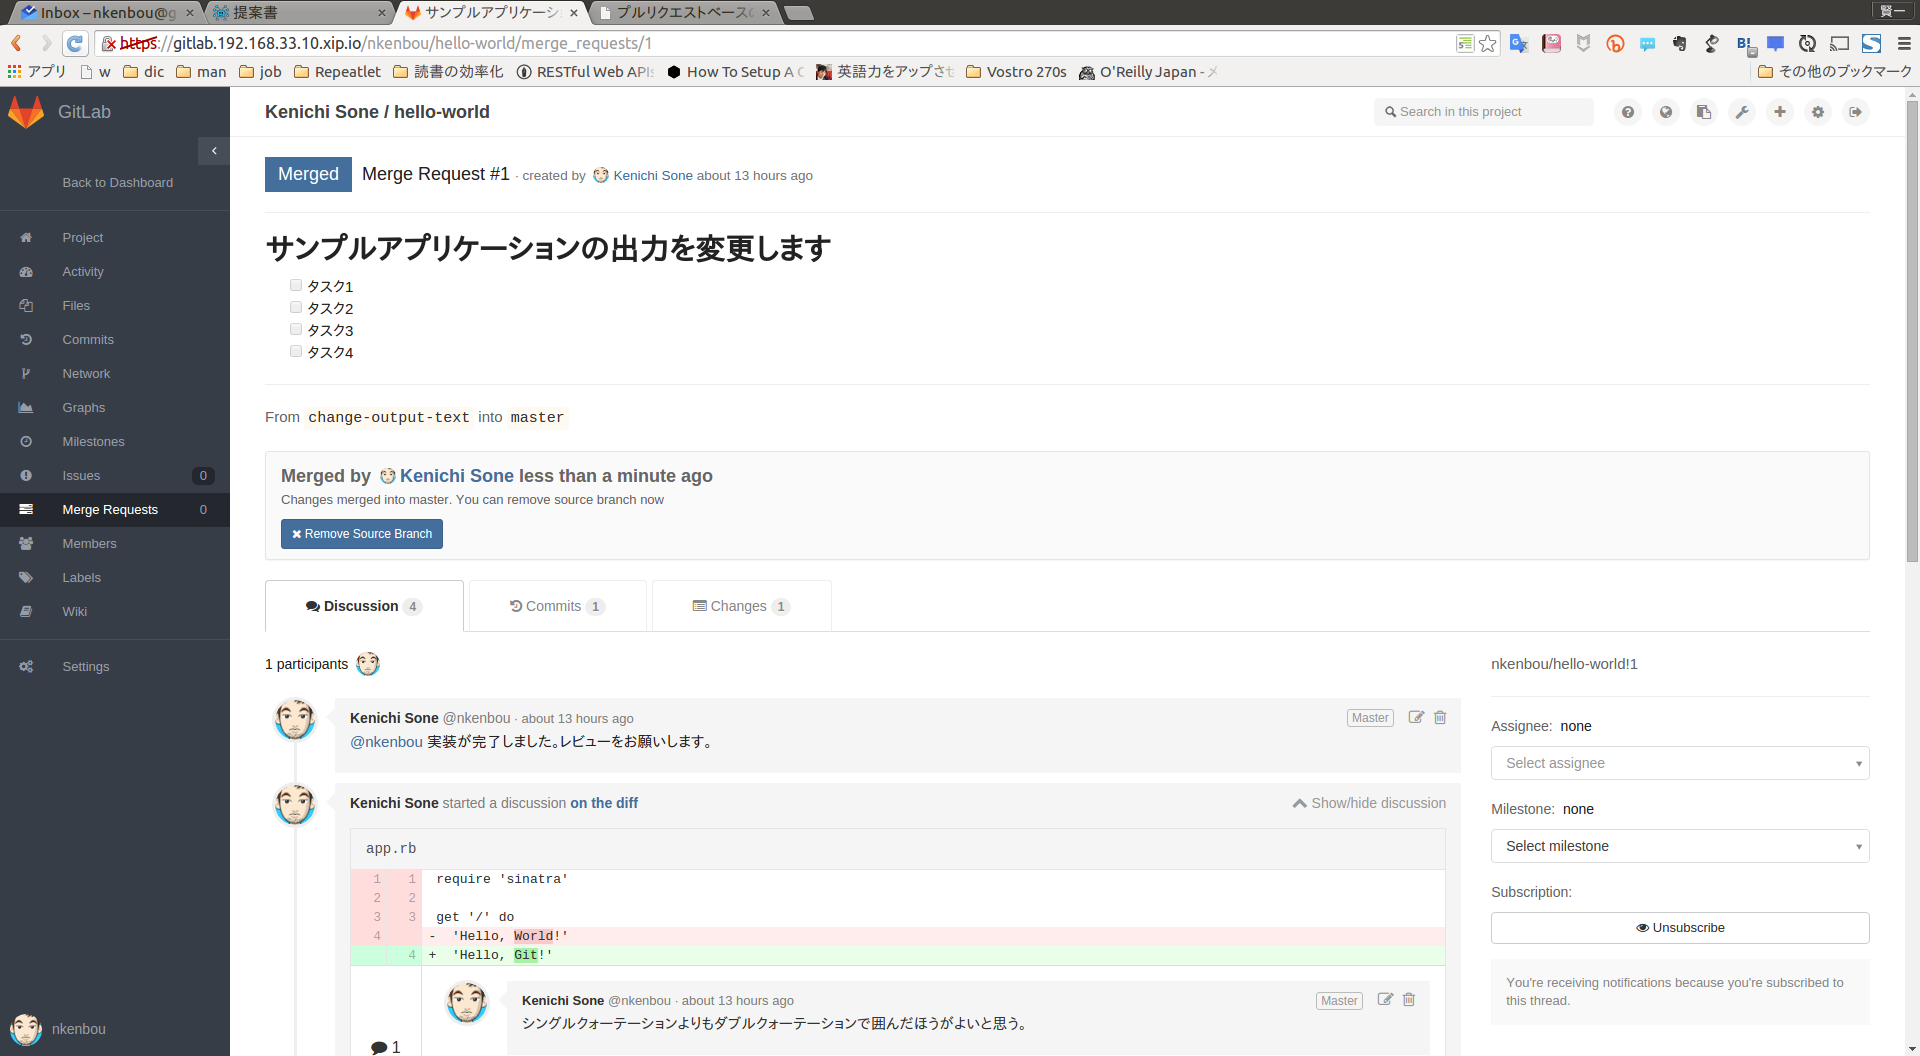 Inbox – nkenbou@g
提案書
サンプルアプリケーシ
プルリクエストベースの
賢一
https://gitlab.192.168.33.10.xip.io/nkenbou/hello-world/merge_requests/1
アプリ w dic man job Repeatlet 読書の効率化 RESTful Web APIs How To Setup A C 英語力をアップさせ Vostro 270s O'Reilly Japan - メ その他のブックマーク
GitLab
Kenichi Sone / hello-world
Search in this project
Back to Dashboard
Project
Activity
Files
Commits
Network
Graphs
Milestones
Issues 0
Merge Requests 0
Members
Labels
Wiki
Settings
nkenbou
Merged Merge Request #1 · created by Kenichi Sone about 13 hours ago
サンプルアプリケーションの出力を変更します
タスク1
タスク2
タスク3
タスク4
From change-output-text into master
Merged by Kenichi Sone less than a minute ago
Changes merged into master. You can remove source branch now
Remove Source Branch
Discussion 4 Commits 1 Changes 1
1 participants
Kenichi Sone @nkenbou · about 13 hours ago Master
@nkenbou 実装が完了しました。レビューをお願いします。
Kenichi Sone started a discussion on the diff Show/hide discussion
app.rb
1 1 require 'sinatra'
2 2
3 3 get '/' do
4 - 'Hello, World!'
4 + 'Hello, Git!'
Kenichi Sone @nkenbou · about 13 hours ago Master
シングルクォーテーションよりもダブルクォーテーションで囲んだほうがよいと思う。
1
nkenbou/hello-world!1
Assignee: none
Select assignee
Milestone: none
Select milestone
Subscription:
Unsubscribe
You're receiving notifications because you're subscribed to
this thread.